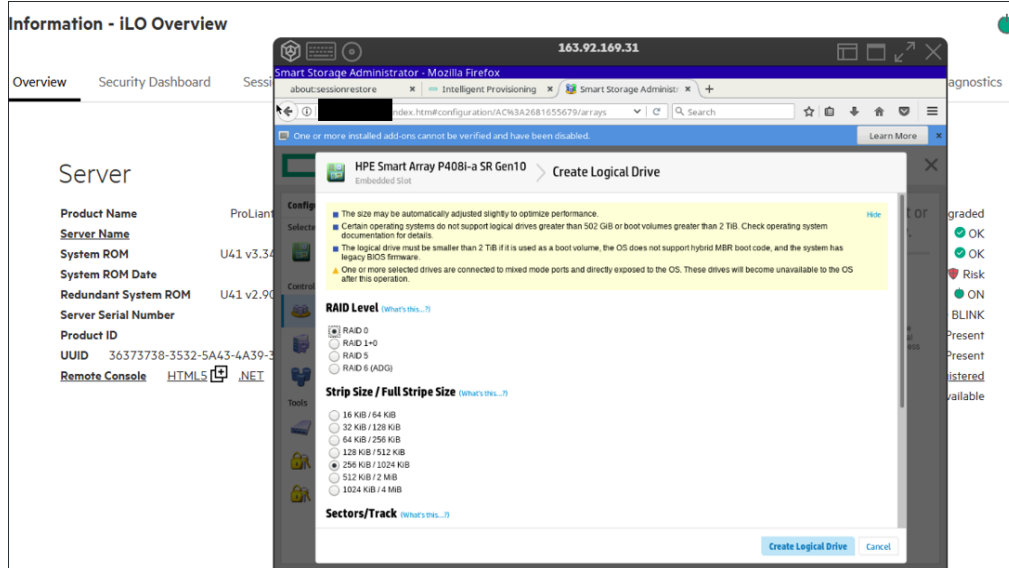 Information - iLO Overview
Overview
Security Dashboard
163.92.169.31
Smart Storage Administrator - Mozilla Firefox
about:sessionrestore
Intelligent Provisioning
Smart Storage Administr
index.htm#configuration/AC%3A2681655679/arrays
Search
One or more installed add-ons cannot be verified and have been disabled.
Learn More
agnostics
HPE Smart Array P408i-a SR Gen10
Embedded Slot
Create Logical Drive
The size may be automatically adjusted slightly to optimize performance.
Hide
Certain operating systems do not support logical drives greater than 502 GiB or boot volumes greater than 2 TiB. Check operating system
documentation for details.
The logical drive must be smaller than 2 TiB if it is used as a boot volume, the OS does not support hybrid MBR boot code, and the system has
legacy BIOS firmware.
One or more selected drives are connected to mixed mode ports and directly exposed to the OS. These drives will become unavailable to the OS
after this operation.
RAID Level (What's this...?)
RAID 0
RAID 1+0
RAID 5
RAID 6 (ADG)
Strip Size / Full Stripe Size (What's this...?)
16 KiB / 64 KiB
32 KiB / 128 KiB
64 KiB / 256 KiB
128 KiB / 512 KiB
256 KiB / 1024 KiB
512 KiB / 2 MiB
1024 KiB / 4 MiB
Sectors/Track (What's this...?)
Create Logical Drive
Cancel
Tools
Server
Product Name
ProLiant
Server Name
System ROM
U41 v3.34
System ROM Date
Redundant System ROM
U41 v2.90
Server Serial Number
Product ID
UUID
36373738-3532-5A43-4A39-3
Remote Console
HTML5
.NET
graded
OK
OK
Risk
ON
BLINK
Present
Present
istered
vailable